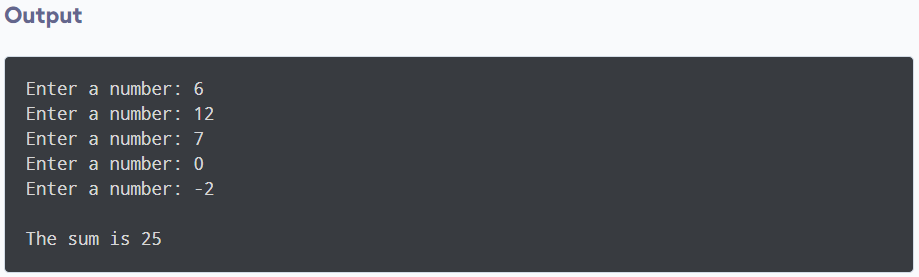 Output
Enter a number: 6
Enter a number: 12
Enter a number: 7
Enter a number: 0
Enter a number: -2
The sum is 25